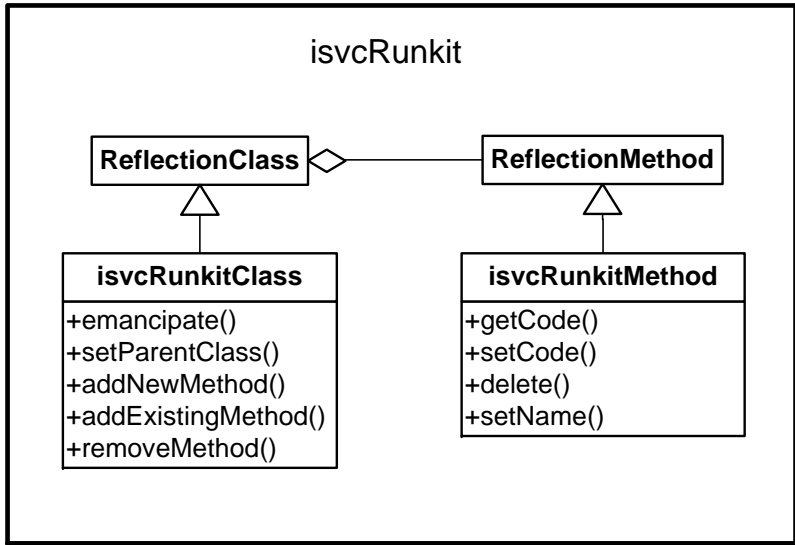 isvcRunkit
ReflectionClass
ReflectionMethod
isvcRunkitClass
+emancipate()
+setParentClass()
+addNewMethod()
+addExistingMethod()
+removeMethod()
isvcRunkitMethod
+getCode()
+setCode()
+delete()
+setName()